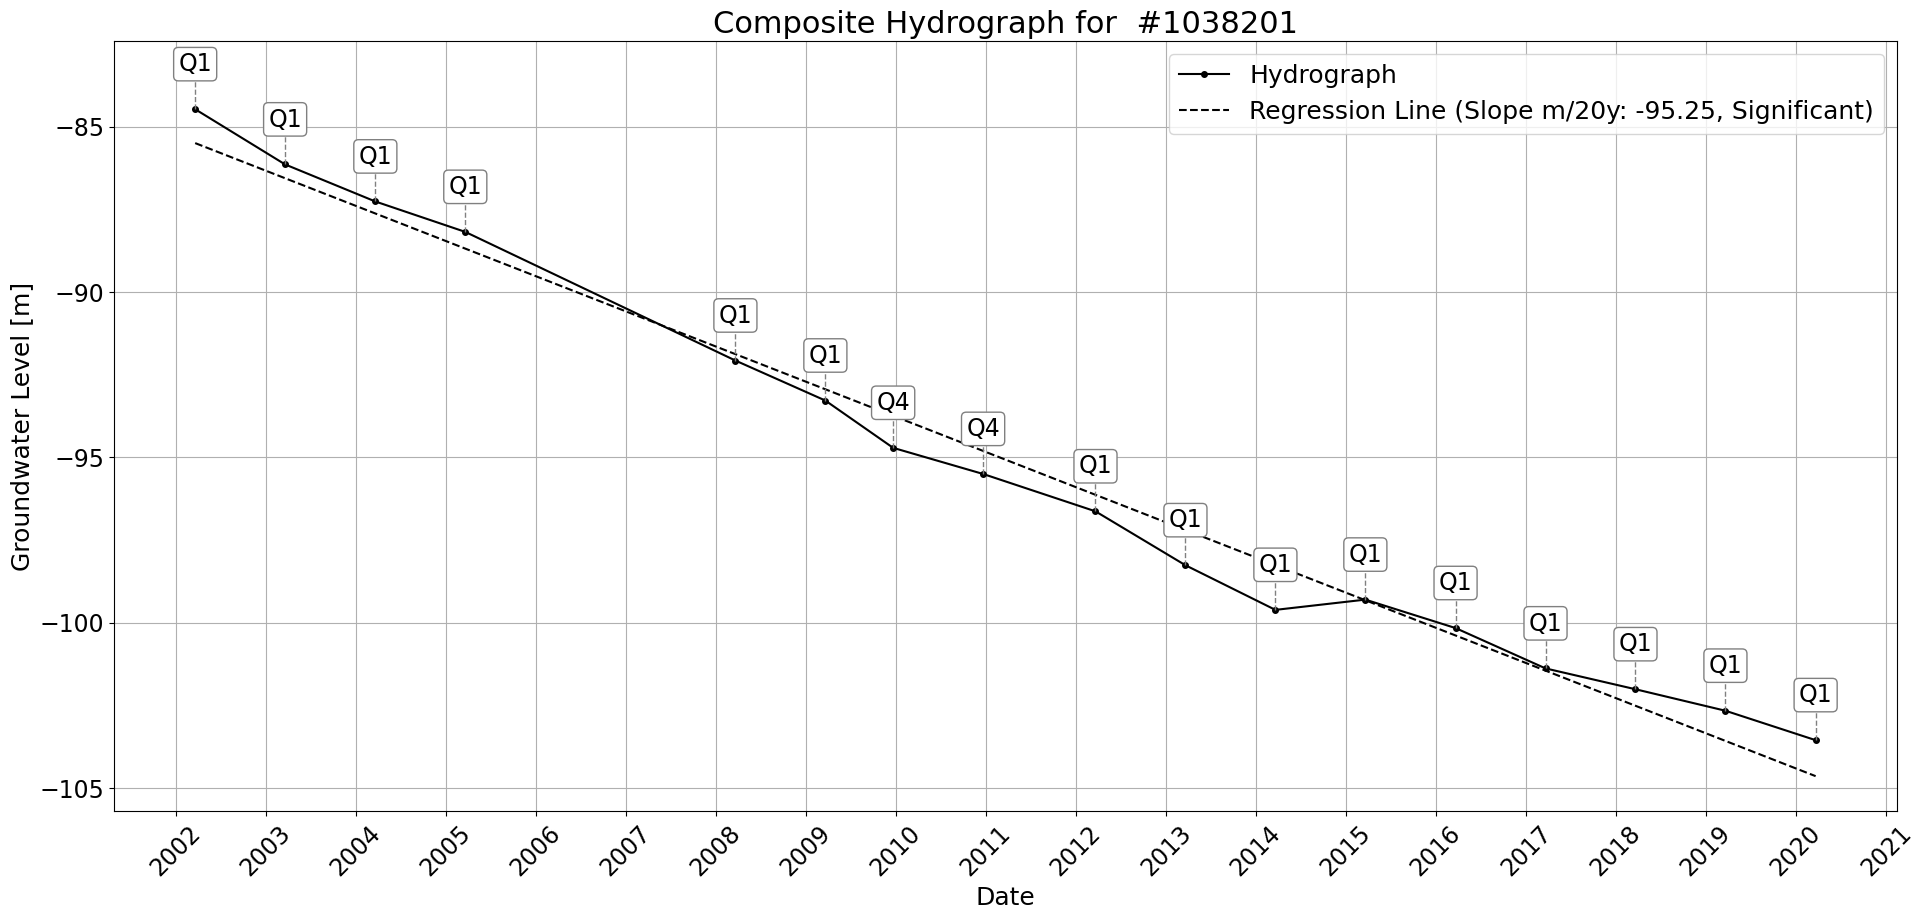 Composite Hydrograph for  #1038201
Hydrograph
Regression Line (Slope m/20y: -95.25, Significant)
Q1
Q1
Q1
Q1
Q1
Q1
Q4
Q4
Q1
Q1
Q1
Q1
Q1
Q1
Q1
Q1
Q1
Groundwater Level [m]
−85
−90
−95
−100
−105
2002
2003
2004
2005
2006
2007
2008
2009
2010
2011
2012
2013
2014
2015
2016
2017
2018
2019
2020
2021
Date